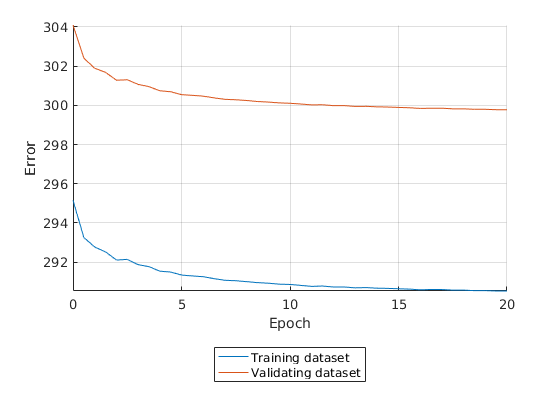 304
302
300
298
296
294
292
Error
0 5 10 15 20
Epoch
Training dataset
Validating dataset